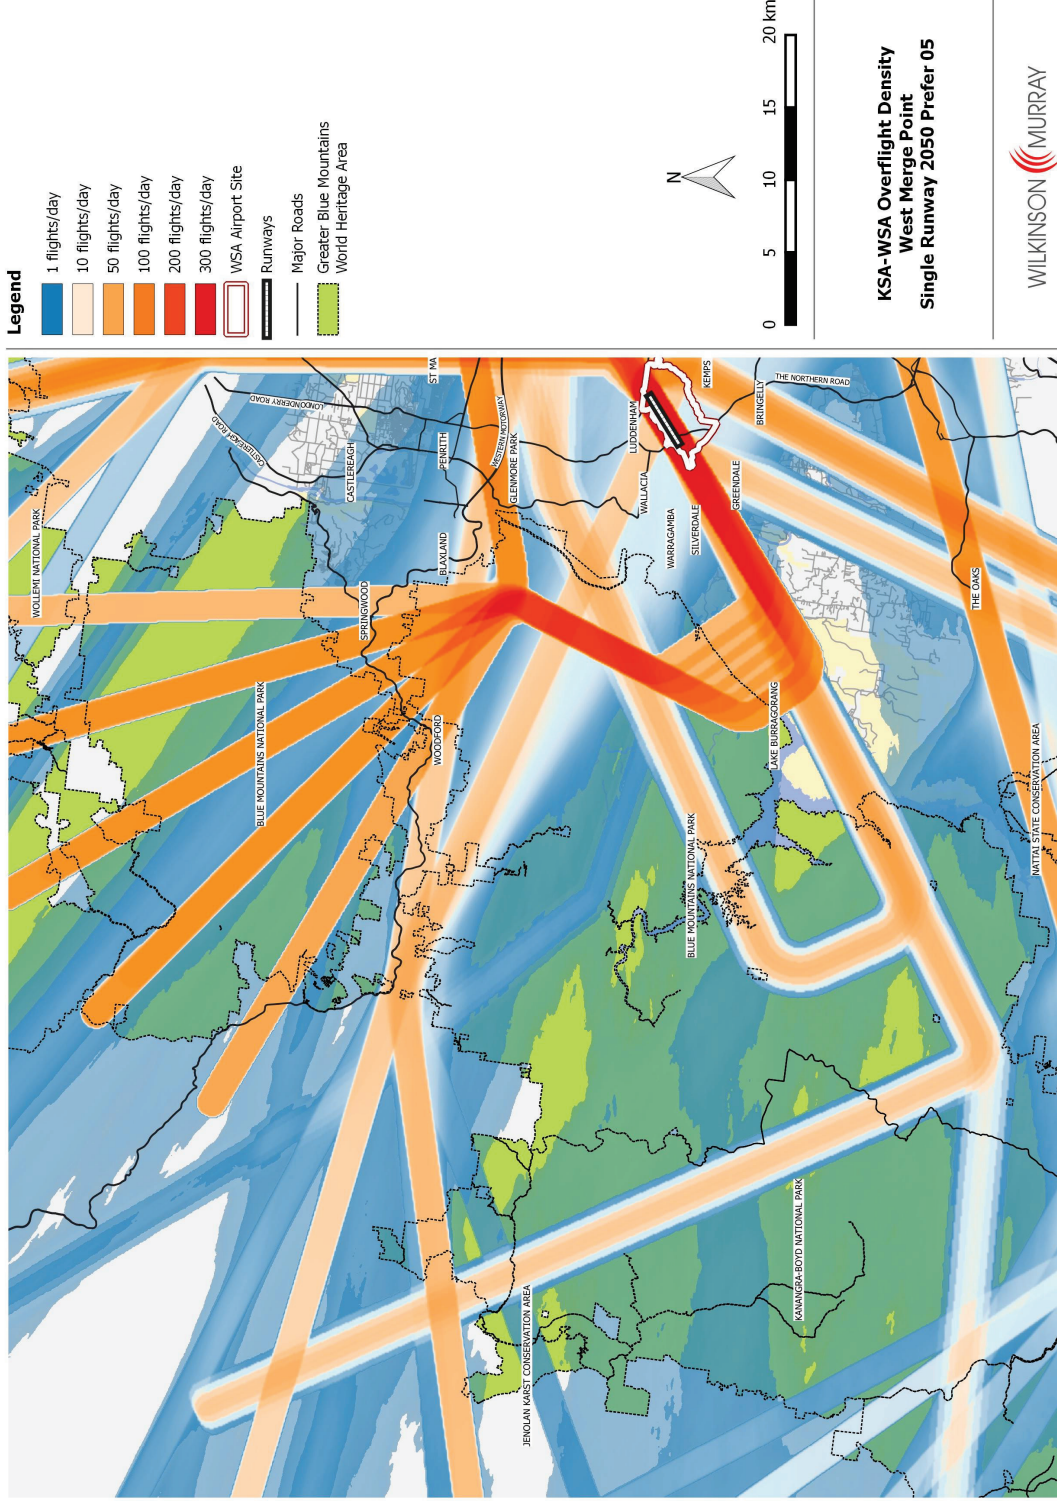 Legend
1 flights/day
10 flights/day
50 flights/day
100 flights/day
200 flights/day
300 flights/day
WSA Airport Site
Runways
Major Roads
Greater Blue Mountains
World Heritage Area
N
0 5 10 15 20 km
KSA-WSA Overflight Density
West Merge Point
Single Runway 2050 Prefer 05
WILKINSON MURRAY
WOLLEMI NATIONAL PARK
CASTLEREAGH ROAD
LONDONDERRY ROAD
CASTLEREAGH
ST MA
PENRITH
WESTERN MOTORWAY
GLENMORE PARK
BLAXLAND
SPRINGWOOD
BLUE MOUNTAINS NATIONAL PARK
WOODFORD
LUDDENHAM
KEMPS
WALLACIA
WARRAGAMBA
SILVERDALE
GREENDALE
BRINGELLY
THE NORTHERN ROAD
THE OAKS
LAKE BURRAGORANG
BLUE MOUNTAINS NATIONAL PARK
NATTAI STATE CONSERVATION AREA
KANANGRA-BOYD NATIONAL PARK
JENOLAN KARST CONSERVATION AREA